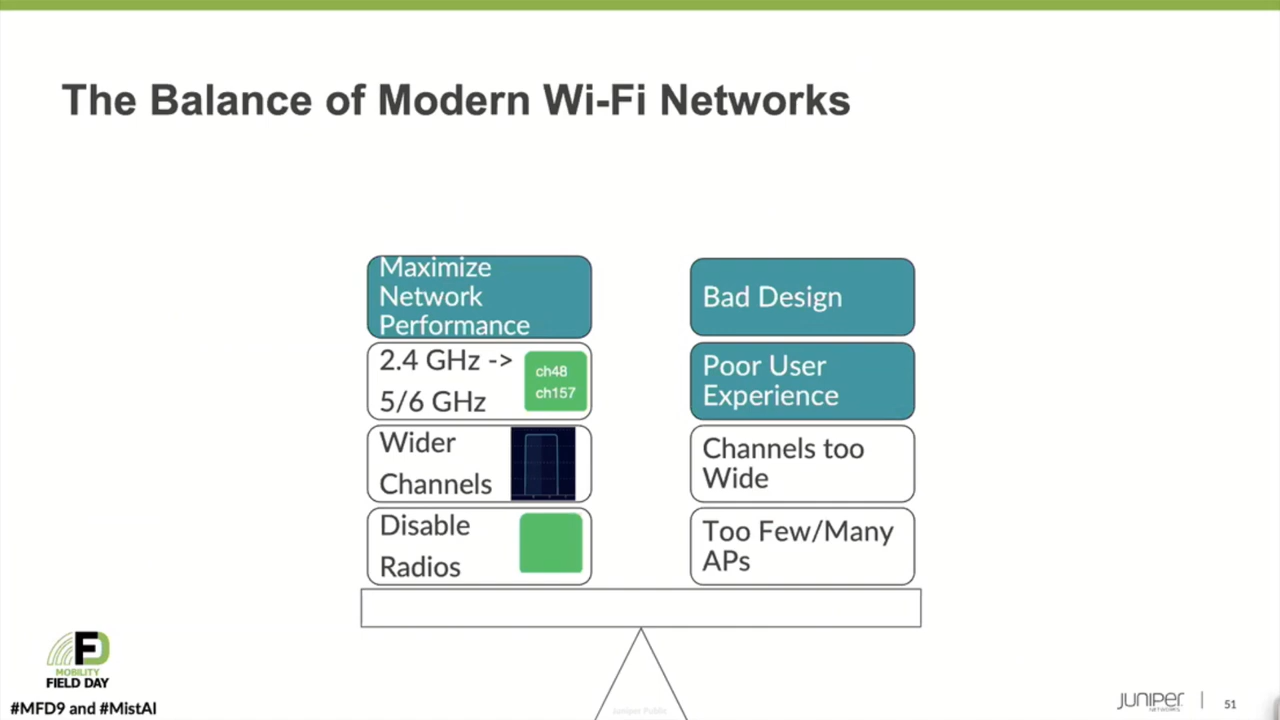 The Balance of Modern Wi-Fi Networks
Maximize
Network
Performance
2.4 GHz ->
5/6 GHz
ch48
ch157
Wider
Channels
Disable
Radios
Bad Design
Poor User
Experience
Channels too
Wide
Too Few/Many
APs
FD
MOBILITY
FIELD DAY
#MFD9 and #MistAI
Juniper Public
JUNIPER
NETWORKS
51